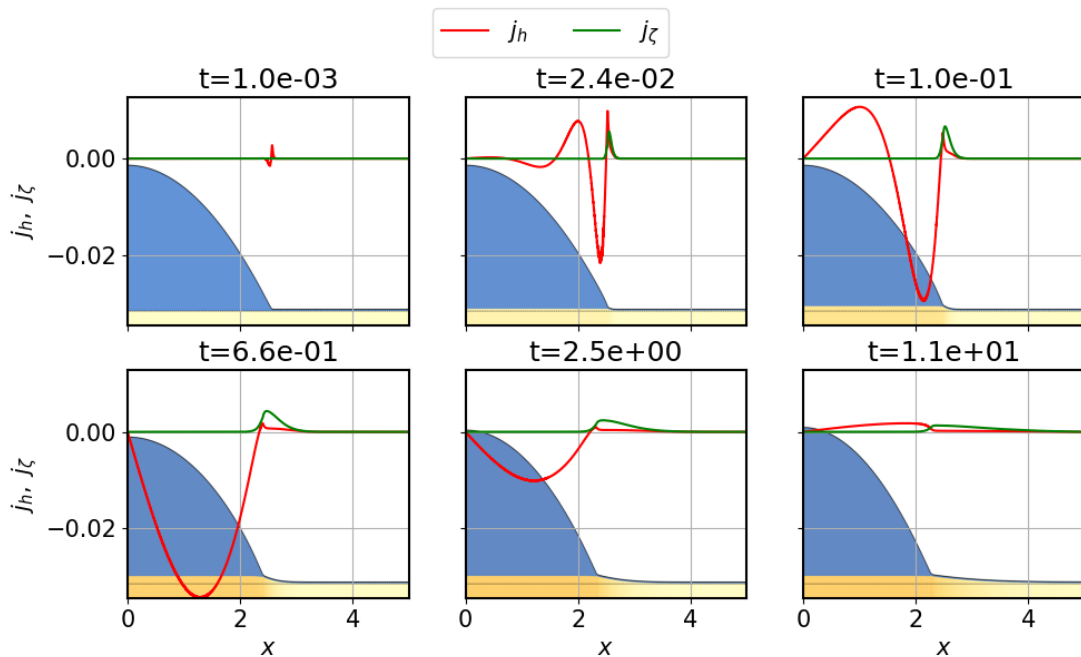 j_h j_ζ
t=1.0e-03 t=2.4e-02 t=1.0e-01
0.00
−0.02
j_h, j_ζ
t=6.6e-01 t=2.5e+00 t=1.1e+01
0.00
−0.02
j_h, j_ζ
0 2 4 0 2 4 0 2 4
x x x